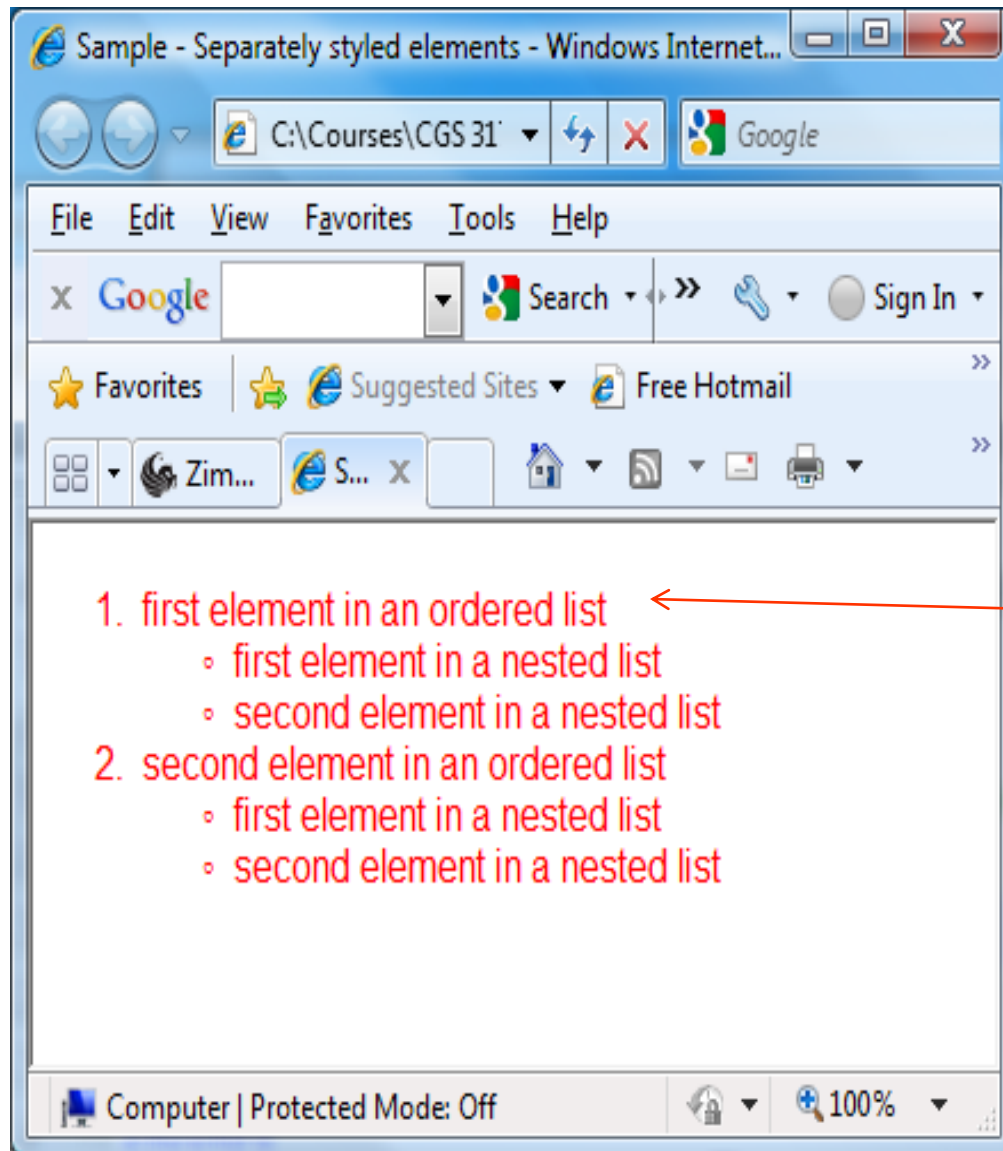 Sample - Separately styled elements - Windows Internet...
C:\Courses\CGS 31
Google
File Edit View Favorites Tools Help
x Google Search Sign In
Favorites Suggested Sites Free Hotmail
Zim... S... x
1. first element in an ordered list
first element in a nested list
second element in a nested list
2. second element in an ordered list
first element in a nested list
second element in a nested list
Computer | Protected Mode: Off 100%